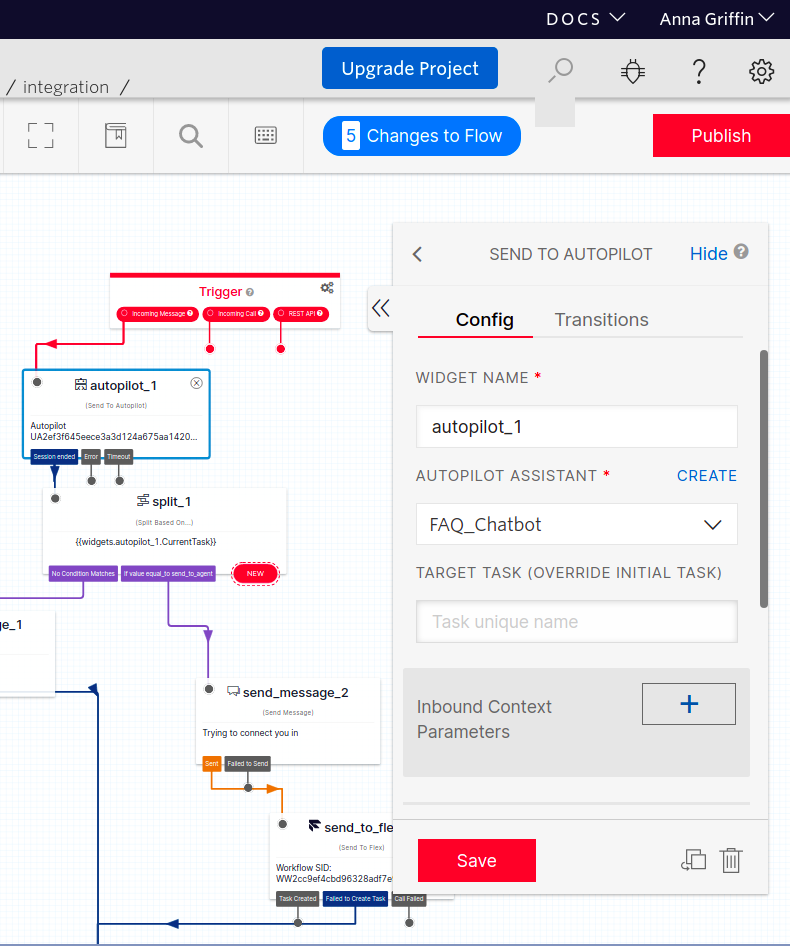 DOCS
Anna Griffin
/ integration /
Upgrade Project
5 Changes to Flow
Publish
Trigger
Incoming Message
Incoming Call
REST API
autopilot_1
(Send To Autopilot)
Autopilot
UA2ef3f645eece3a3d124a675aa1420...
Session ended
Error
Timeout
split_1
(Split Based On...)
{{widgets.autopilot_1.CurrentTask}}
No Condition Matches
If value equal_to send_to_agent
NEW
e_1
send_message_2
(Send Message)
Trying to connect you in
Sent
Failed to Send
send_to_fle
(Send To Flex)
Workflow SID:
WW2cc9ef4cbd96328adf7e
Task Created
Failed to Create Task
Call Failed
SEND TO AUTOPILOT
Hide
Config
Transitions
WIDGET NAME *
autopilot_1
AUTOPILOT ASSISTANT *
CREATE
FAQ_Chatbot
TARGET TASK (OVERRIDE INITIAL TASK)
Task unique name
Inbound Context
Parameters
+
Save